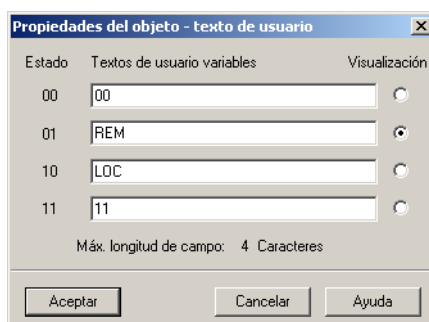 Propiedades del objeto - texto de usuario
Estado Textos de usuario variables Visualización
00 00
01 REM
10 LOC
11 11
Máx. longitud de campo: 4 Caracteres
Aceptar Cancelar Ayuda